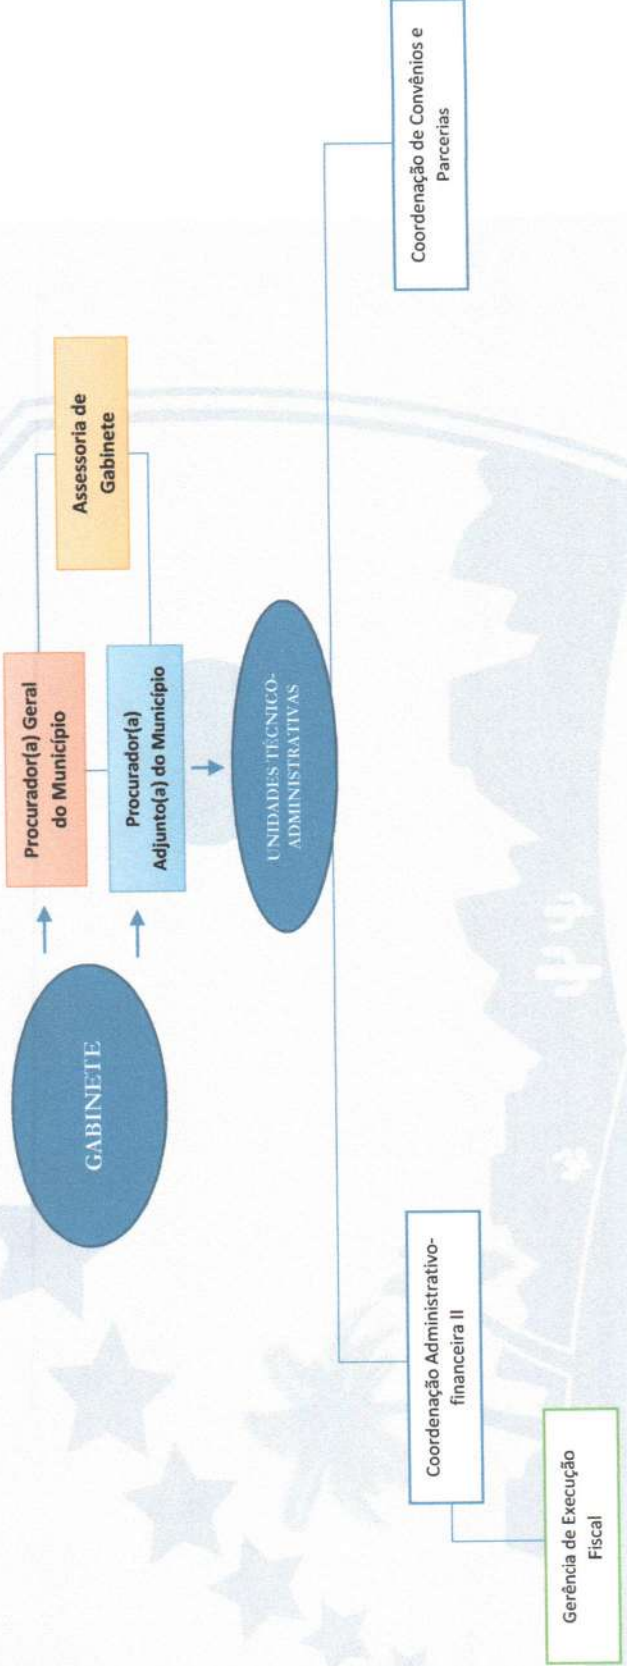 GABINETE
Procurador(a) Geral
do Município
Procurador(a)
Adjunto(a) do Município
Assessoria de
Gabinete
UNIDADES TÉCNICO-
ADMINISTRATIVAS
Coordenação Administrativo-
financeira II
Gerência de Execução
Fiscal
Coordenação de Convênios e
Parcerias